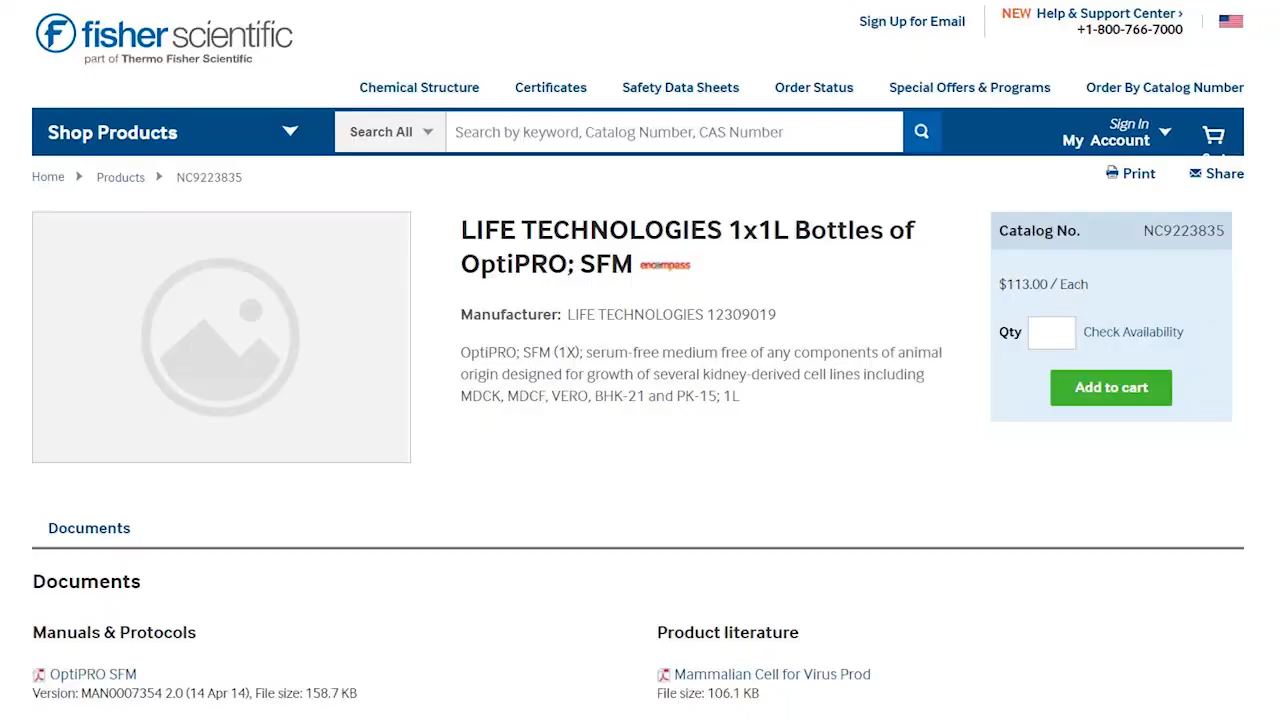 fisher scientific
part of Thermo Fisher Scientific
Sign Up for Email
NEW Help & Support Center ›
+1-800-766-7000
Chemical Structure
Certificates
Safety Data Sheets
Order Status
Special Offers & Programs
Order By Catalog Number
Shop Products
Search All
Search by keyword, Catalog Number, CAS Number
Sign In
My Account
Home
Products
NC9223835
Print
Share
LIFE TECHNOLOGIES 1x1L Bottles of
OptiPRO; SFM encompass
Manufacturer: LIFE TECHNOLOGIES 12309019
OptiPRO; SFM (1X); serum-free medium free of any components of animal
origin designed for growth of several kidney-derived cell lines including
MDCK, MDCF, VERO, BHK-21 and PK-15; 1L
Catalog No. NC9223835
$113.00 / Each
Qty
Check Availability
Add to cart
Documents
Documents
Manuals & Protocols
OptiPRO SFM
Version: MAN0007354 2.0 (14 Apr 14), File size: 158.7 KB
Product literature
Mammalian Cell for Virus Prod
File size: 106.1 KB